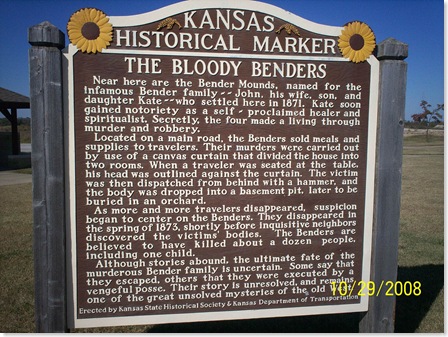 KANSAS
HISTORICAL MARKER
THE BLOODY BENDERS
Near here are the Bender Mounds, named for the
infamous Bender family -- John, his wife, son, and
daughter Kate -- who settled here in 1871. Kate soon
gained notoriety as a self-proclaimed healer and
spiritualist. Secretly, the four made a living through
murder and robbery.
Located on a main road, the Benders sold meals and
supplies to travelers. Their murders were carried out
by use of a canvas curtain that divided the house into
two rooms. When a traveler was seated at the table,
his head was outlined against the curtain. The victim
was then dispatched from behind with a hammer, and
the body was dropped into a basement pit, later to be
buried in an orchard.
As more and more travelers disappeared, suspicion
began to center on the Benders. They disappeared in
the spring of 1873, shortly before inquisitive neighbors
discovered the victims' bodies. The Benders are
believed to have killed about a dozen people,
including one child.
Although stories abound, the ultimate fate of the
murderous Bender family is uncertain. Some say that
they escaped, others that they were executed by a
vengeful posse. Their story is unresolved, and remains
one of the great unsolved mysteries of the old West.
Erected by Kansas State Historical Society & Kansas Department of Transportation
10/29/2008